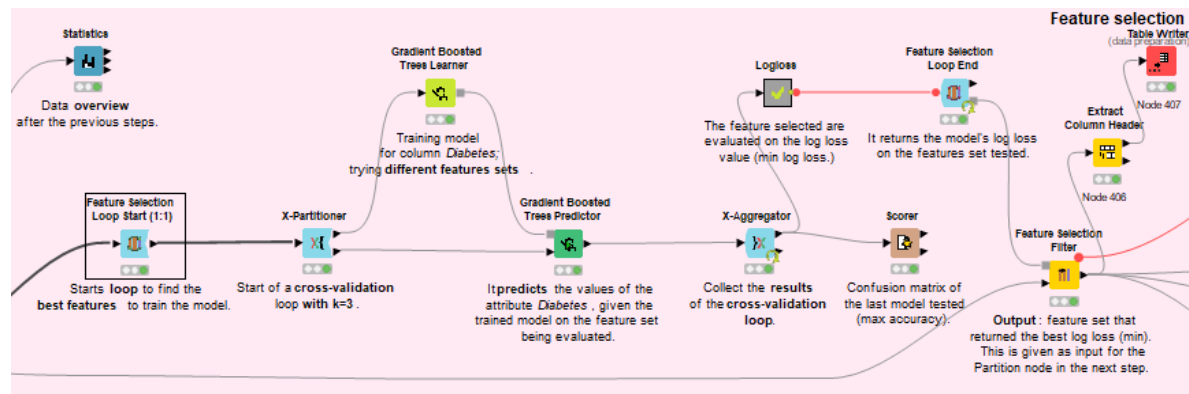 Feature selection
(data preparation)
Statistics
Data overview
after the previous steps.
Gradient Boosted
Trees Learner
Training model
for column Diabetes;
trying different features sets .
Logloss
The feature selected are
evaluated on the log loss
value (min log loss.)
Feature Selection
Loop End
It returns the model's log loss
on the features set tested.
Table Writer
Node 407
Extract
Column Header
Node 406
Feature Selection
Loop Start (1:1)
Starts loop to find the
best features to train the model.
X-Partitioner
Start of a cross-validation
loop with k=3 .
Gradient Boosted
Trees Predictor
It predicts the values of the
attribute Diabetes , given the
trained model on the feature set
being evaluated.
X-Aggregator
Collect the results
of the cross-validation
loop.
Scorer
Confusion matrix of
the last model tested
(max accuracy).
Feature Selection
Filter
Output : feature set that
returned the best log loss (min).
This is given as input for the
Partition node in the next step.